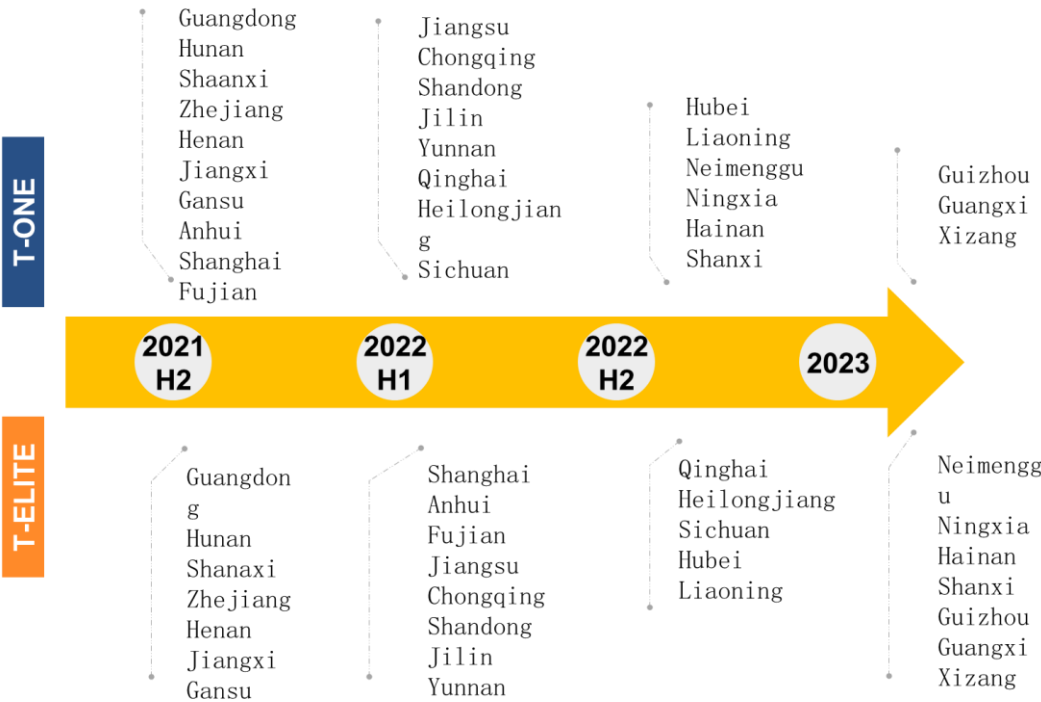 Guangdong
Hunan
Shaanxi
Zhejiang
Henan
Jiangxi
Gansu
Anhui
Shanghai
Fujian
Jiangsu
Chongqing
Shandong
Jilin
Yunnan
Qinghai
Heilongjian
g
Sichuan
Hubei
Liaoning
Neimenggu
Ningxia
Hainan
Shanxi
Guizhou
Guangxi
Xizang
T-ONE
2021
H2
2022
H1
2022
H2
2023
T-ELITE
Guangdon
g
Hunan
Shanaxi
Zhejiang
Henan
Jiangxi
Gansu
Shanghai
Anhui
Fujian
Jiangsu
Chongqing
Shandong
Jilin
Yunnan
Qinghai
Heilongjiang
Sichuan
Hubei
Liaoning
Neimengg
u
Ningxia
Hainan
Shanxi
Guizhou
Guangxi
Xizang